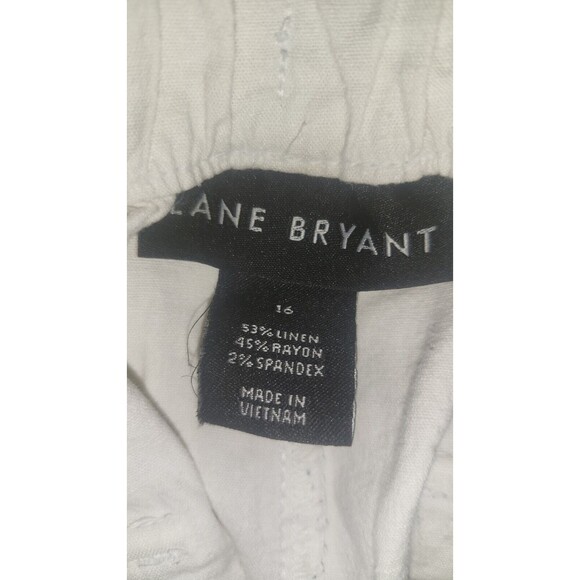 LANE BRYANT
16
53% LINEN
45% RAYON
2% SPANDEX
MADE IN
VIETNAM